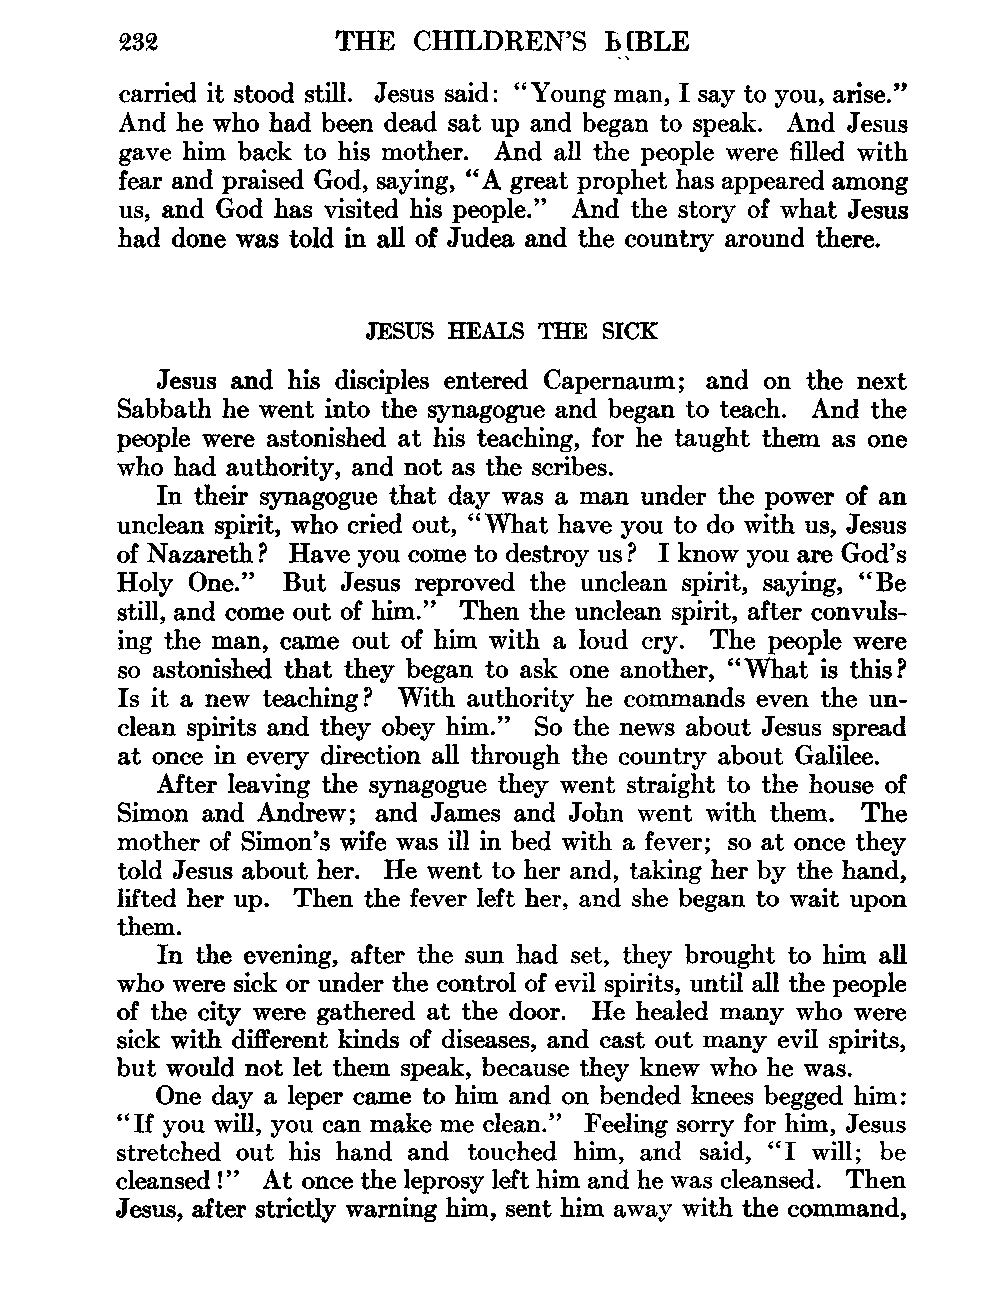 232 THE CHILDREN'S BIBLE
carried it stood still. Jesus said: "Young man, I say to you, arise."
And he who had been dead sat up and began to speak. And Jesus
gave him back to his mother. And all the people were filled with
fear and praised God, saying, "A great prophet has appeared among
us, and God has visited his people." And the story of what Jesus
had done was told in all of Judea and the country around there.
JESUS HEALS THE SICK
Jesus and his disciples entered Capernaum; and on the next
Sabbath he went into the synagogue and began to teach. And the
people were astonished at his teaching, for he taught them as one
who had authority, and not as the scribes.
In their synagogue that day was a man under the power of an
unclean spirit, who cried out, "What have you to do with us, Jesus
of Nazareth? Have you come to destroy us? I know you are God's
Holy One." But Jesus reproved the unclean spirit, saying, "Be
still, and come out of him." Then the unclean spirit, after convuls-
ing the man, came out of him with a loud cry. The people were
so astonished that they began to ask one another, "What is this?
Is it a new teaching? With authority he commands even the un-
clean spirits and they obey him." So the news about Jesus spread
at once in every direction all through the country about Galilee.
After leaving the synagogue they went straight to the house of
Simon and Andrew; and James and John went with them. The
mother of Simon's wife was ill in bed with a fever; so at once they
told Jesus about her. He went to her and, taking her by the hand,
lifted her up. Then the fever left her, and she began to wait upon
them.
In the evening, after the sun had set, they brought to him all
who were sick or under the control of evil spirits, until all the people
of the city were gathered at the door. He healed many who were
sick with different kinds of diseases, and cast out many evil spirits,
but would not let them speak, because they knew who he was.
One day a leper came to him and on bended knees begged him:
"If you will, you can make me clean." Feeling sorry for him, Jesus
stretched out his hand and touched him, and said, "I will; be
cleansed!" At once the leprosy left him and he was cleansed. Then
Jesus, after strictly warning him, sent him away with the command,